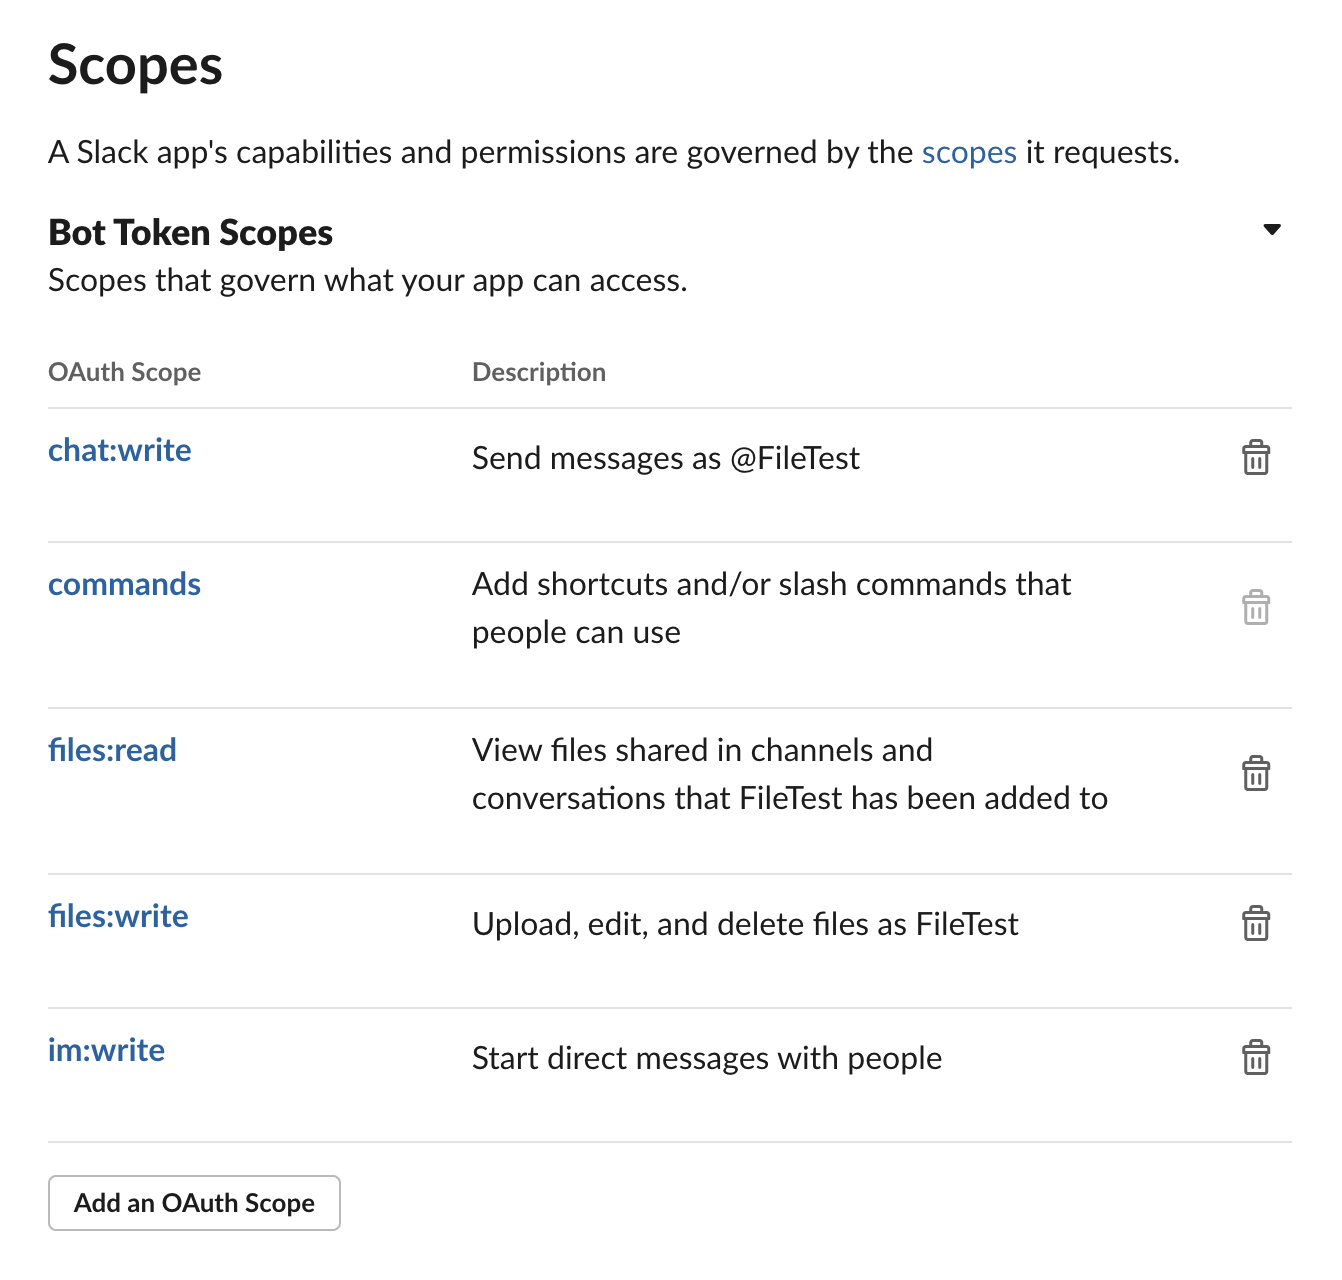 Scopes
A Slack app's capabilities and permissions are governed by the scopes it requests.
Bot Token Scopes
Scopes that govern what your app can access.
OAuth Scope Description
chat:write Send messages as @FileTest
commands Add shortcuts and/or slash commands that
people can use
files:read View files shared in channels and
conversations that FileTest has been added to
files:write Upload, edit, and delete files as FileTest
im:write Start direct messages with people
Add an OAuth Scope